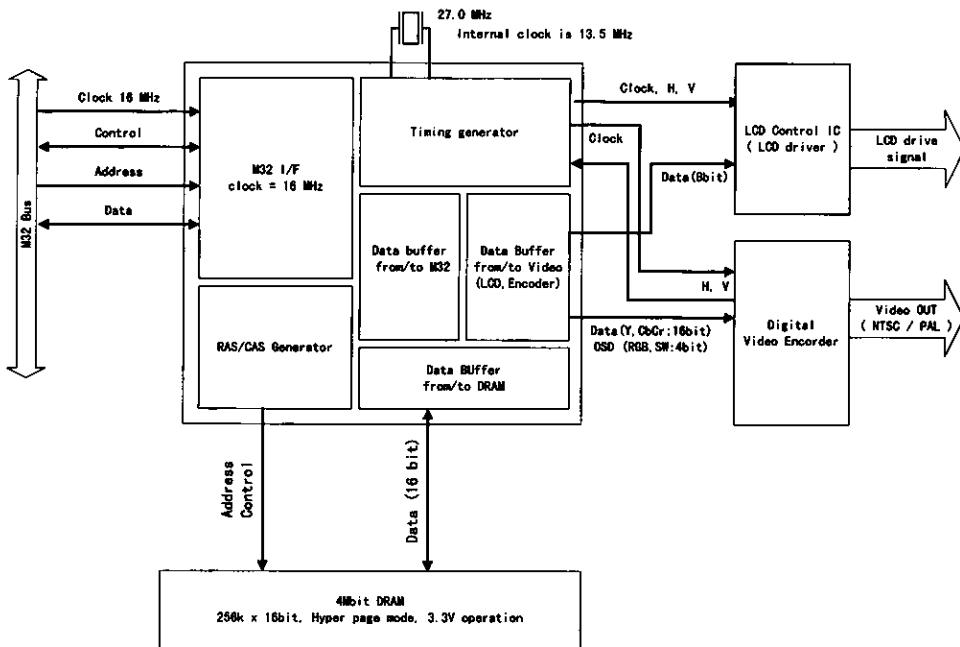 27.0 MHz
Internal clock is 13.5 MHz
M32 Bus
Clock 16 MHz
Control
Address
Data
M32 I/F
clock = 16 MHz
Timing generator
Data buffer
from/to M32
Data Buffer
from/to Video
(LCD,Encoder)
RAS/CAS Generator
Data BUffer
from/to DRAM
Clock, H, V
Clock
Data(8bit)
LCD Control IC
( LCD driver )
LCD drive
signal
H, V
Data(Y, CbCr:16bit)
OSD (RGB,SW:4bit)
Digital
Video Encorder
Video OUT
( NTSC / PAL )
Address
Control
Data (16 bit)
4Mbit DRAM
256k x 16bit, Hyper page mode, 3.3V operation